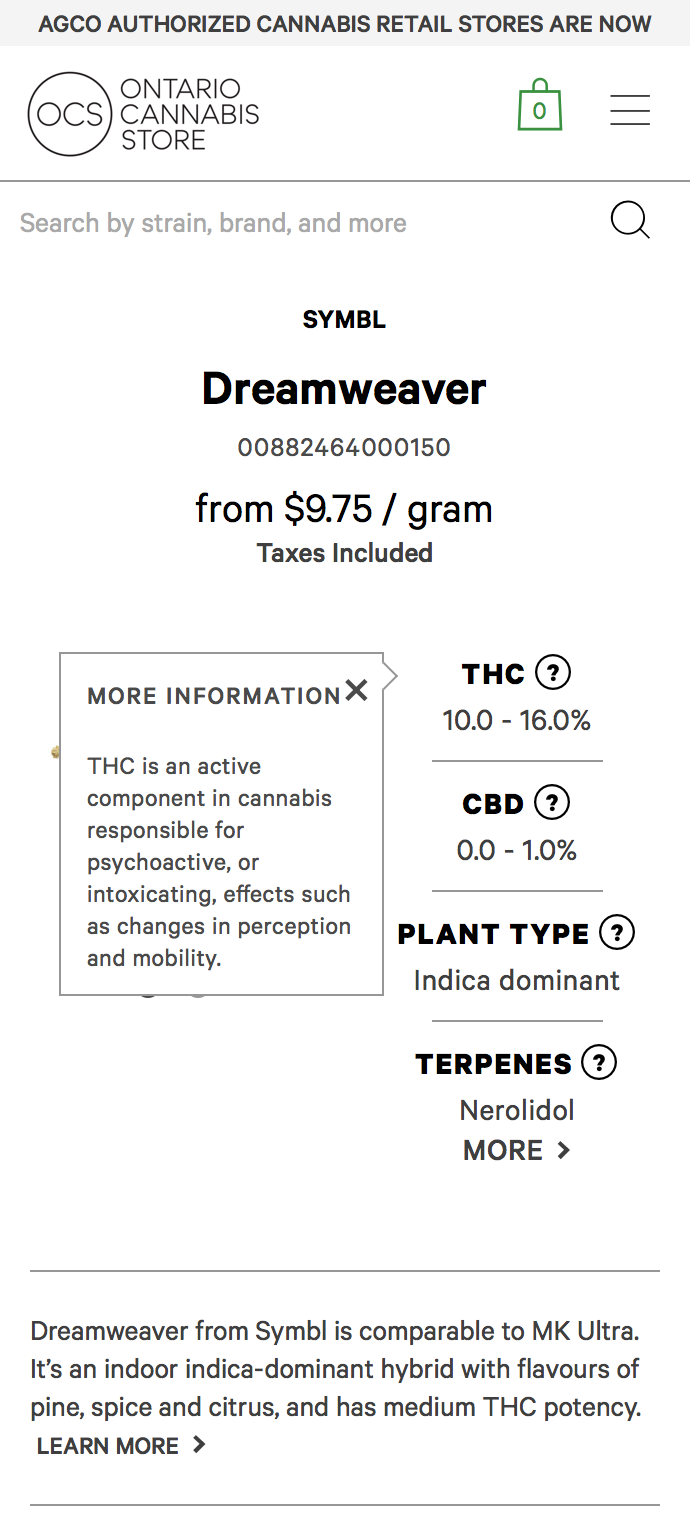 AGCO AUTHORIZED CANNABIS RETAIL STORES ARE NOW
OCS
ONTARIO
CANNABIS
STORE
0
Search by strain, brand, and more
SYMBL
Dreamweaver
00882464000150
from $9.75 / gram
Taxes Included
MORE INFORMATION
THC is an active
component in cannabis
responsible for
psychoactive, or
intoxicating, effects such
as changes in perception
and mobility.
THC ?
10.0 - 16.0%
CBD ?
0.0 - 1.0%
PLANT TYPE ?
Indica dominant
TERPENES ?
Nerolidol
MORE >
Dreamweaver from Symbl is comparable to MK Ultra.
It’s an indoor indica-dominant hybrid with flavours of
pine, spice and citrus, and has medium THC potency.
LEARN MORE >